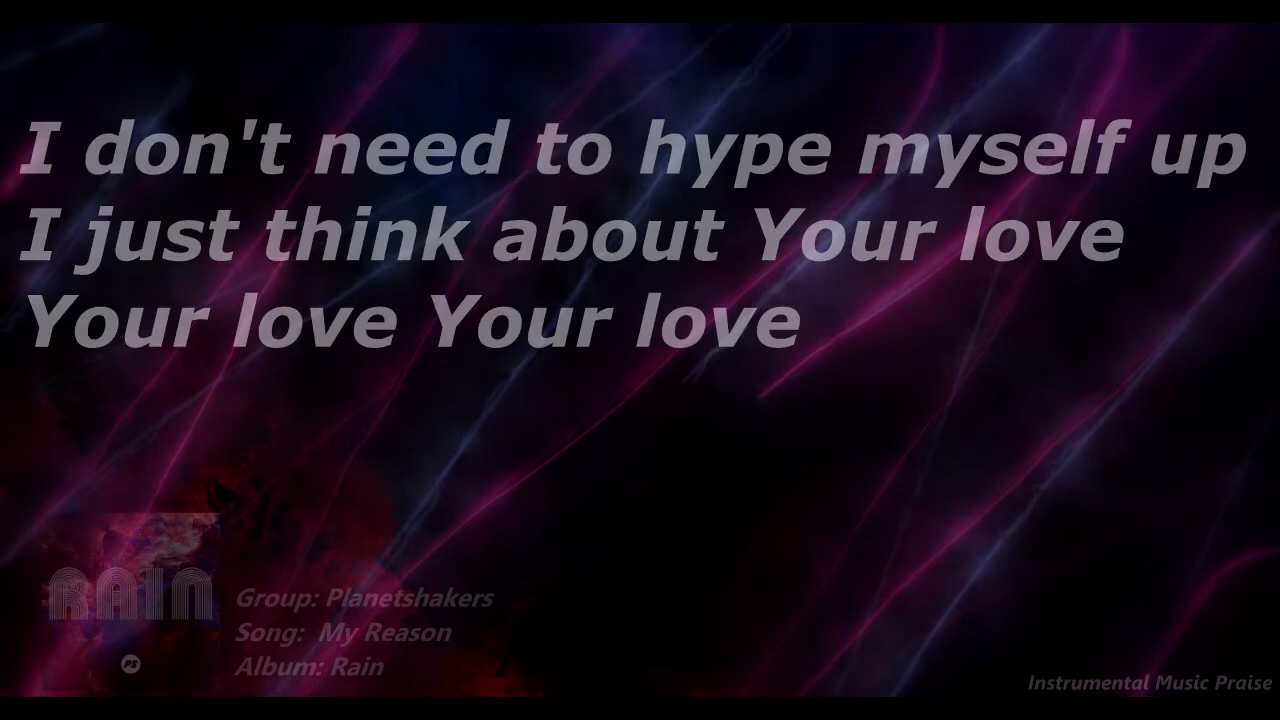 I don't need to hype myself up
I just think about Your love
Your love Your love
RAIN
PS
Group: Planetshakers
Song:  My Reason
Album: Rain
Instrumental Music Praise